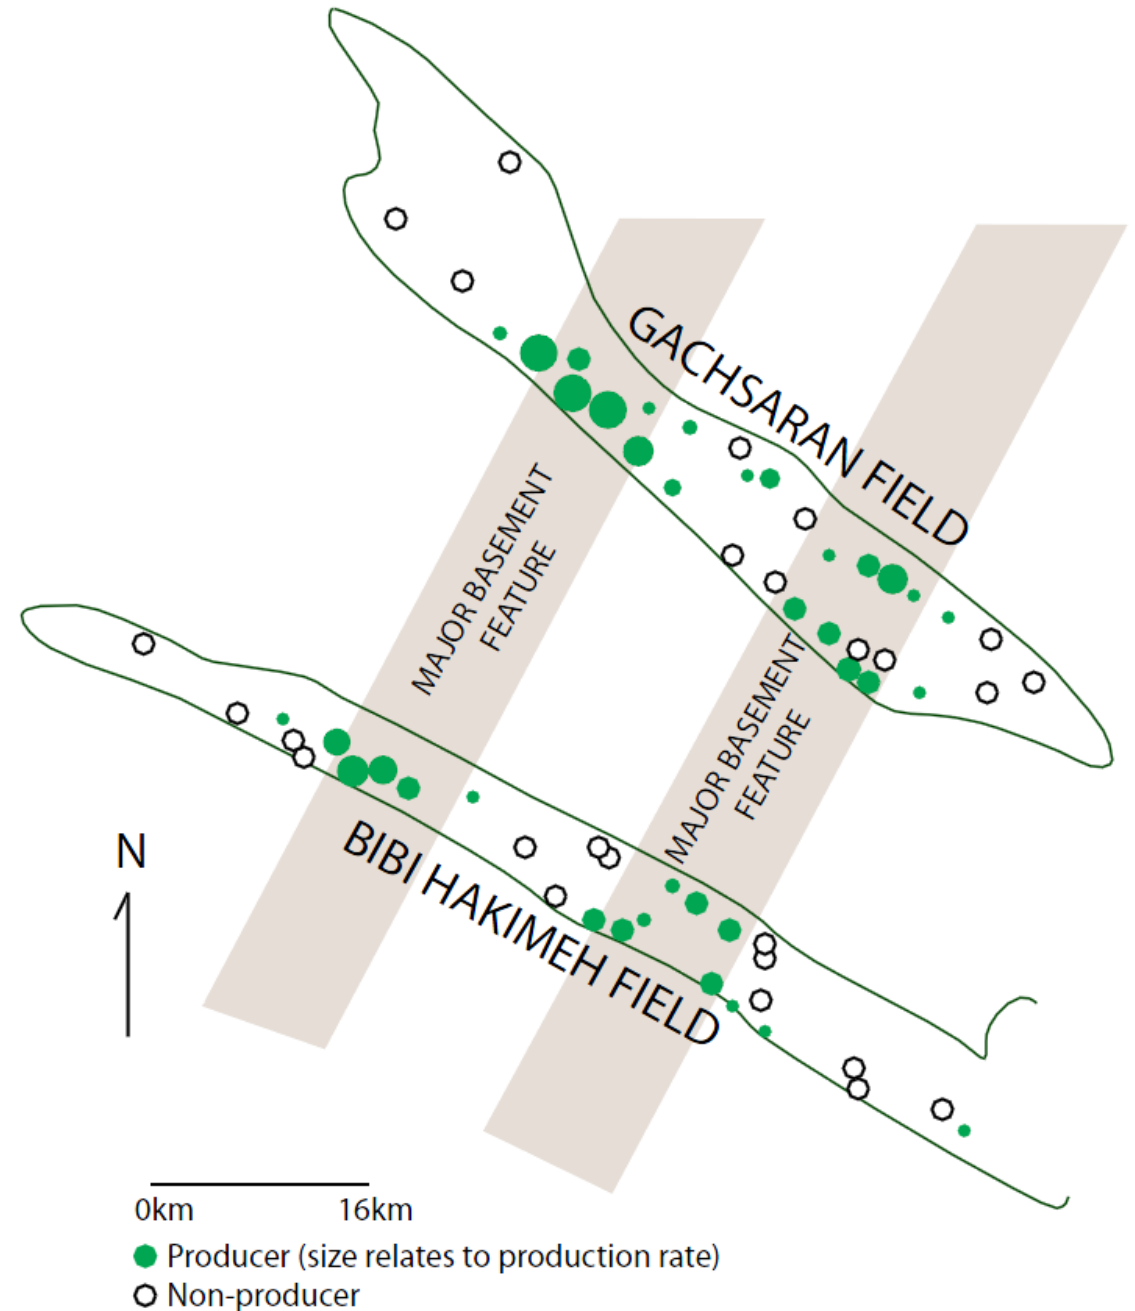 GACHSARAN FIELD
MAJOR BASEMENT
FEATURE
MAJOR BASEMENT
FEATURE
BIBI HAKIMEH FIELD
N
0km
16km
Producer (size relates to production rate)
Non-producer